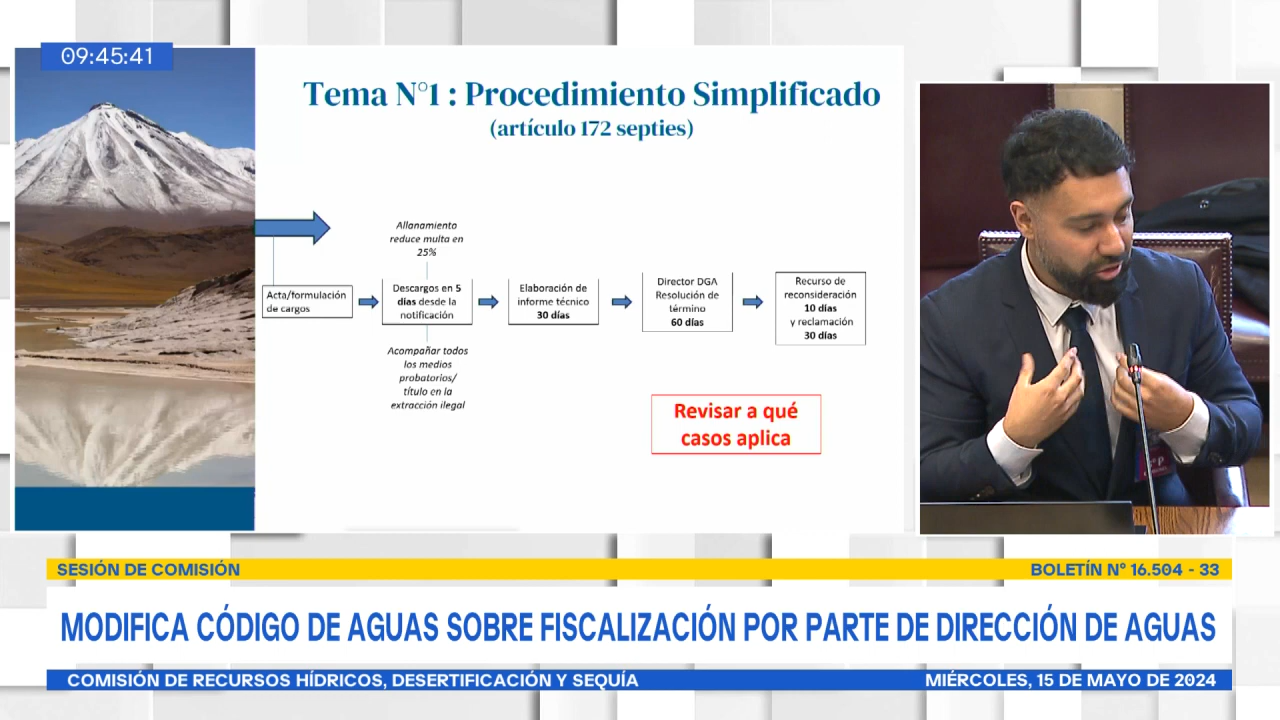 09:45:41
Tema N°1 : Procedimiento Simplificado
(artículo 172 septies)
Allanamiento
reduce multa en
25%
Acta/formulación
de cargos
Descargos en 5
días desde la
notificación
Elaboración de
informe técnico
30 días
Director DGA
Resolución de
término
60 días
Recurso de
reconsideración
10 días
y reclamación
30 días
Acompañar todos
los medios
probatorios/
título en la
extracción ilegal
Revisar a qué
casos aplica
SESIÓN DE COMISIÓN
BOLETÍN N° 16.504 - 33
MODIFICA CÓDIGO DE AGUAS SOBRE FISCALIZACIÓN POR PARTE DE DIRECCIÓN DE AGUAS
COMISIÓN DE RECURSOS HÍDRICOS, DESERTIFICACIÓN Y SEQUÍA
MIÉRCOLES, 15 DE MAYO DE 2024